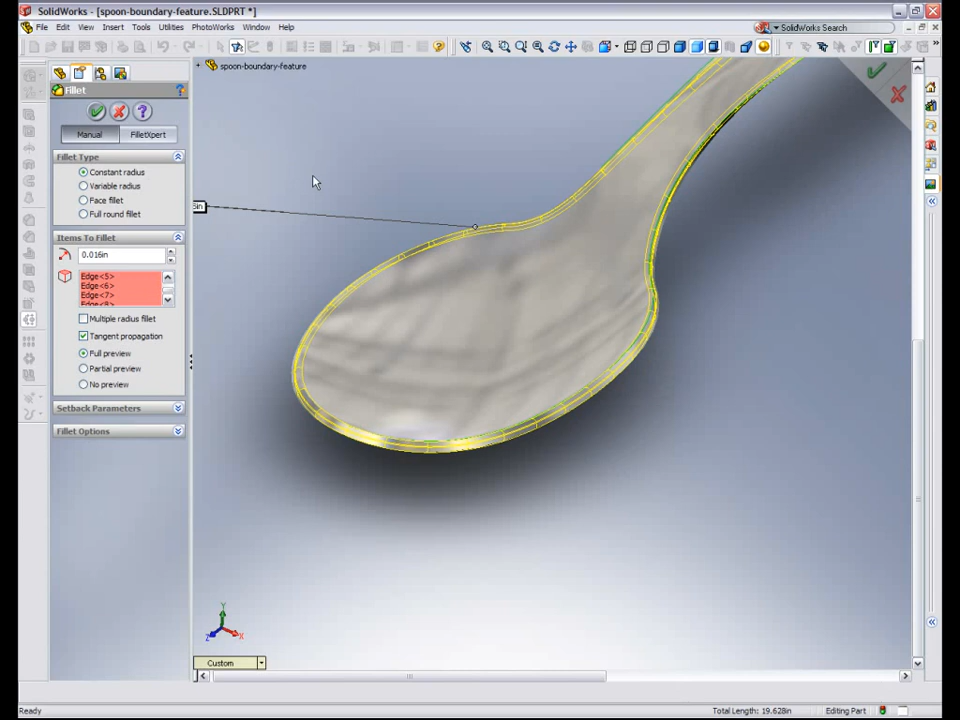 SolidWorks - [spoon-boundary-feature.SLDPRT *]
File Edit View Insert Tools Utilities PhotoWorks Window Help
SolidWorks Search
spoon-boundary-feature
Fillet
Manual FilletXpert
Fillet Type
Constant radius
Variable radius
Face fillet
Full round fillet
Items To Fillet
0.016in
Edge<5>
Edge<6>
Edge<7>
Edge<8>
Multiple radius fillet
Tangent propagation
Full preview
Partial preview
No preview
Setback Parameters
Fillet Options
Y
Z X
Custom
Ready Total Length: 19.628in Editing Part